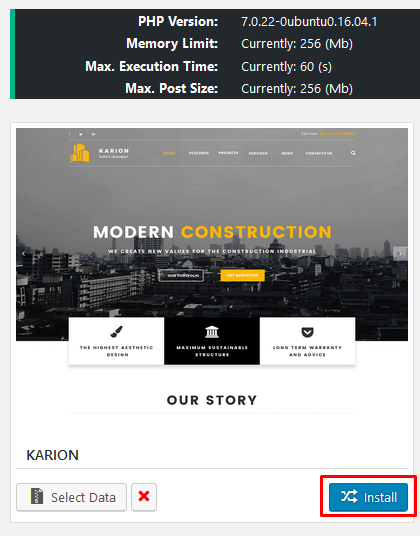 PHP Version: 7.0.22-0ubuntu0.16.04.1
Memory Limit: Currently: 256 (Mb)
Max. Execution Time: Currently: 60 (s)
Max. Post Size: Currently: 256 (Mb)
KARION
build & renovation
HOME FEATURES PROJECTS SERVICES NEWS CONTACTS US
MODERN CONSTRUCTION
WE CREATE NEW VALUES FOR THE CONSTRUCTION INDUSTRIAL
OUR PORTFOLIO
THE HIGHEST AESTHETIC
DESIGN
MAXIMUM SUSTAINABLE
STRUCTURE
LONG TERM WARRANTY
AND ADVICE
OUR STORY
KARION
Select Data
Install